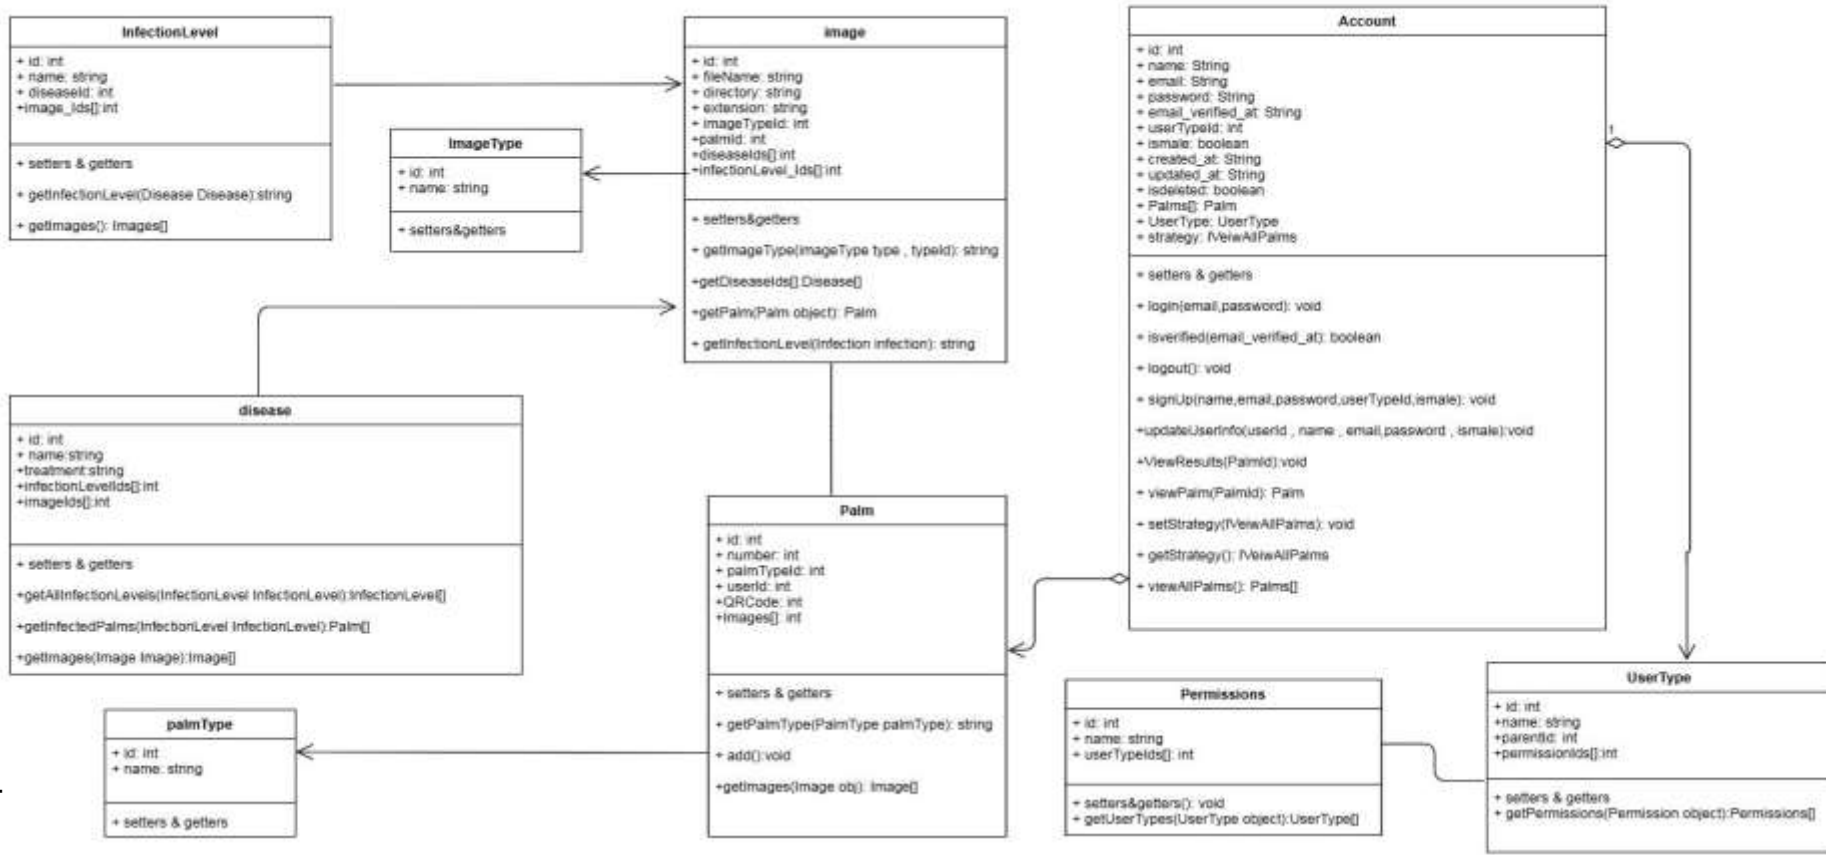 InfectionLevel
+ id: int
+ name: string
+ diseaseId: int
+image_Ids[]:int
+ setters & getters
+ getInfectionLevel(Disease Disease):string
+ getImages(): Images[]
ImageType
+ id: int
+ name: string
+ setters&getters
image
+ id: int
+ fileName: string
+ directory: string
+ extension: string
+ imageTypeId: int
+palmId: int
+diseaseIds[]:int
+infectionLevel_Ids[]:int
+ setters&getters
+ getImageType(imageType type , typeId): string
+getDiseaseIds[]:Disease[]
+getPalm(Palm object): Palm
+ getInfectionLevel(Infection infection): string
Account
+ id: int
+ name: String
+ email: String
+ password: String
+ email_verified_at: String
+ userTypeId: int
+ ismale: boolean
+ created_at: String
+ updated_at: String
+ isdeleted: boolean
+ Palms[]: Palm
+ UserType: UserType
+ strategy: IVeiwAllPalms
+ setters & getters
+ login(email,password): void
+ isverified(email_verified_at): boolean
+ logout(): void
+ signUp(name,email,password,userTypeId,ismale): void
+updateUserInfo(userId , name , email,password , ismale):void
+ViewResults(PalmId):void
+ viewPalm(PalmId): Palm
+ setStrategy(IVeiwAllPalms): void
+ getStrategy(): IVeiwAllPalms
+ viewAllPalms(): Palms[]
1
disease
+ id: int
+ name:string
+treatment:string
+infectionLevelIds[]:int
+imageIds[]:int
+ setters & getters
+getAllInfectionLevels(InfectionLevel InfectionLevel):InfectionLevel[]
+getInfectedPalms(InfectionLevel InfectionLevel):Palm[]
+getImages(Image Image):Image[]
palmType
+ id: int
+ name: string
+ setters & getters
Palm
+ id: int
+ number: int
+ palmTypeId: int
+ userId: int
+QRCode: int
+Images[]: int
+ setters & getters
+ getPalmType(PalmType palmType): string
+ add():void
+getImages(Image obj): Image[]
Permissions
+ id: int
+ name: string
+ userTypeIds[]: int
+ setters&getters(): void
+ getUserTypes(UserType object):UserType[]
UserType
+ id: int
+name: string
+parentId: int
+permissionIds[]:int
+ setters & getters
+ getPermissions(Permission object):Permissions[]